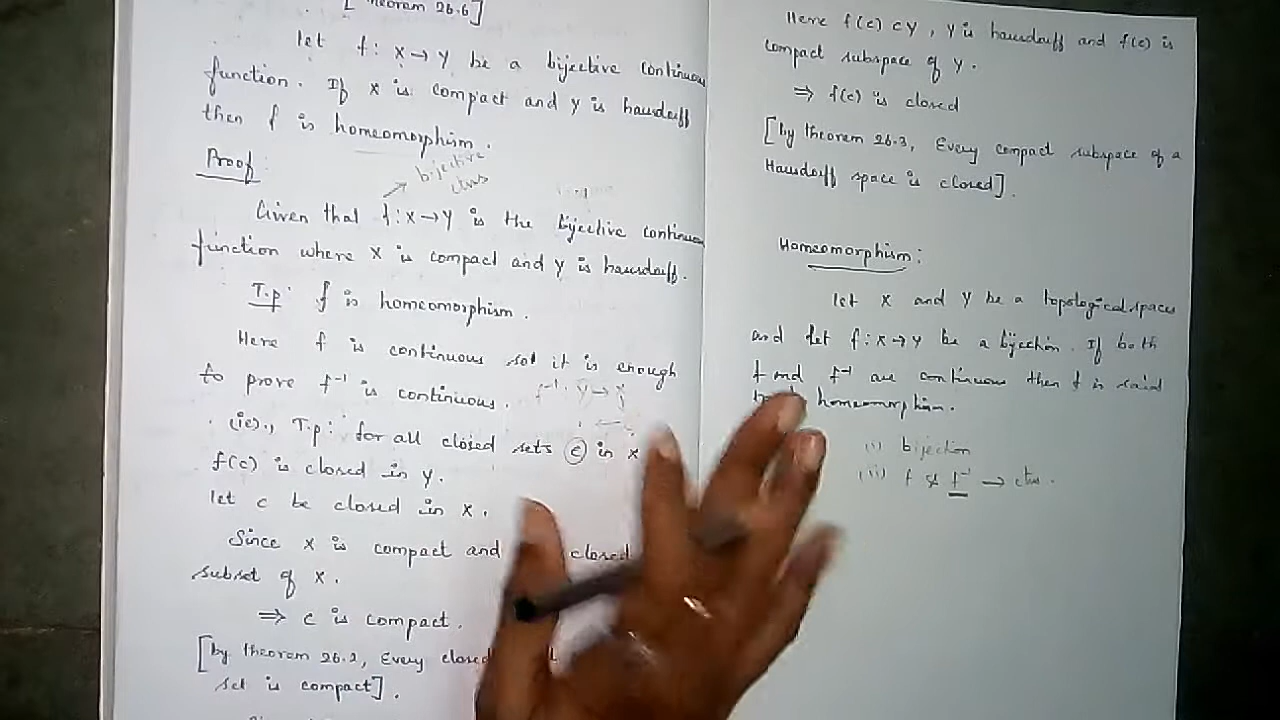 [Theorem 26.6]
let f: X→Y be a bijective continuous
function. If X is compact and Y is hausdorff
then f is homeomorphism.
Proof:
bijective
ctns
Given that f: X→Y is the bijective continuous
function where X is compact and Y is hausdorff.
T.p: f is homeomorphism.
Here f is continuous so it is enough
to prove f⁻¹ is continuous. f⁻¹: Y→X
(ie)., T.p: for all closed sets C in X
f(C) is closed in Y.
let C be closed in X.
Since X is compact and closed
subset of X.
⇒ C is compact.
[by theorem 26.2, Every closed
set is compact].
Here f(C) ⊂ Y, Y is hausdorff and f(C) is
compact subspace of Y.
⇒ f(C) is closed
[by theorem 26.3, Every compact subspace of a
Hausdorff space is closed].
Homeomorphism:
let X and Y be a topological spaces
and let f: X→Y be a bijection. If both
f and f⁻¹ are continuous then f is said
homeomorphism.
(i) bijection
(ii) f & f⁻¹ → ctns.